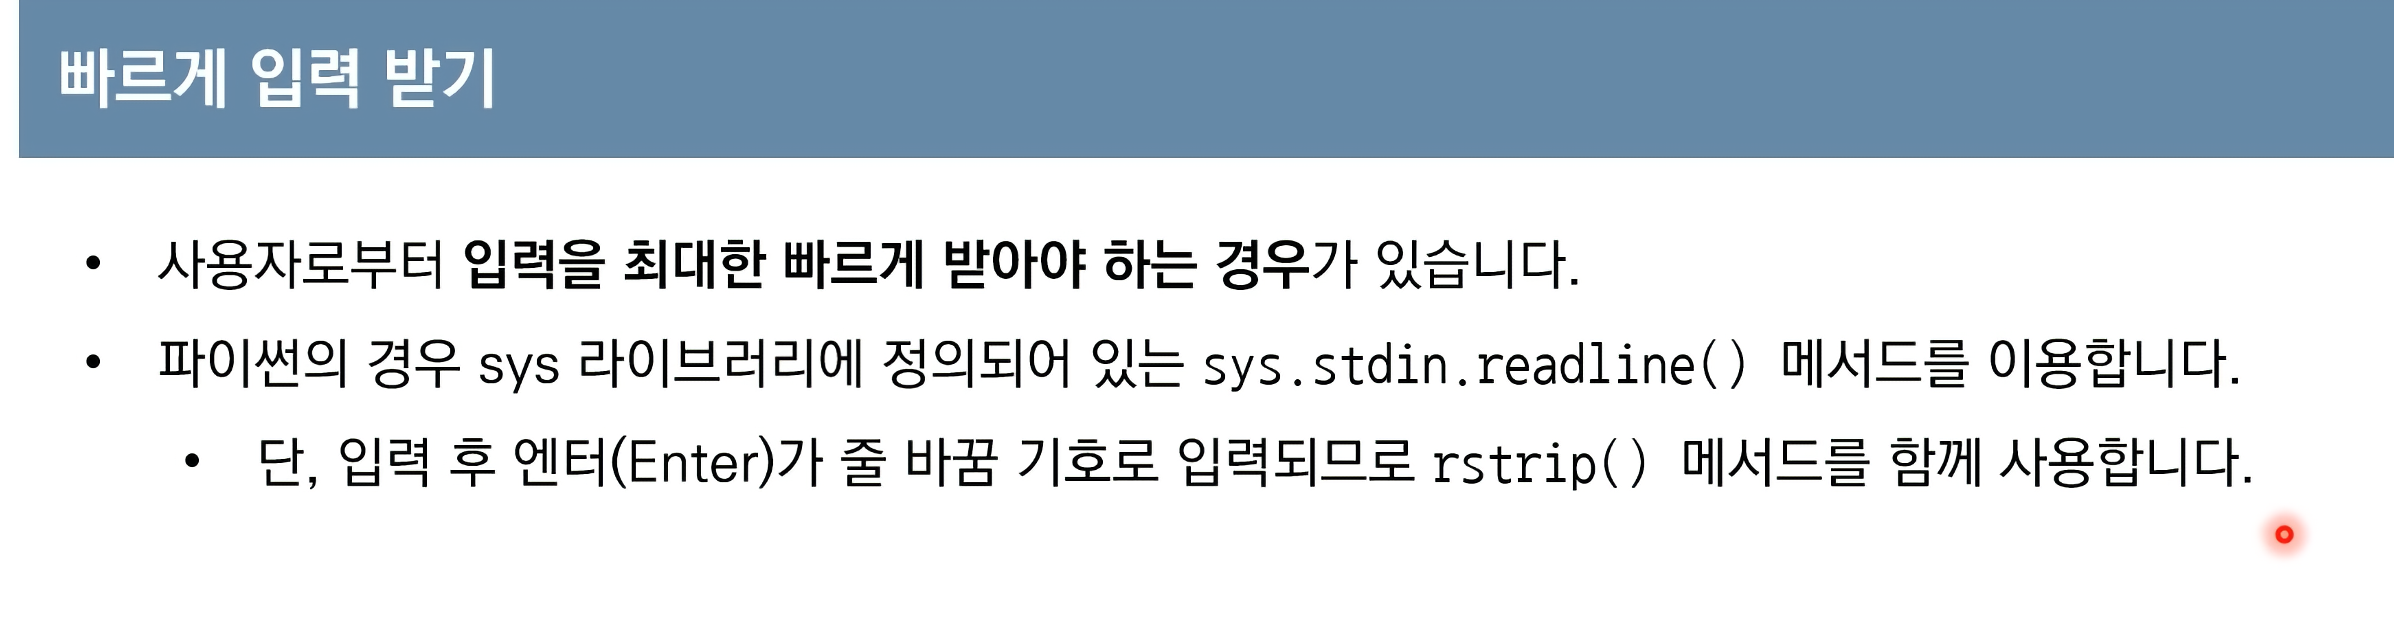 빠르게 입력 받기
• 사용자로부터 입력을 최대한 빠르게 받아야 하는 경우가 있습니다.
• 파이썬의 경우 sys 라이브러리에 정의되어 있는 sys.stdin.readline() 메서드를 이용합니다.
• 단, 입력 후 엔터(Enter)가 줄 바꿈 기호로 입력되므로 rstrip() 메서드를 함께 사용합니다.